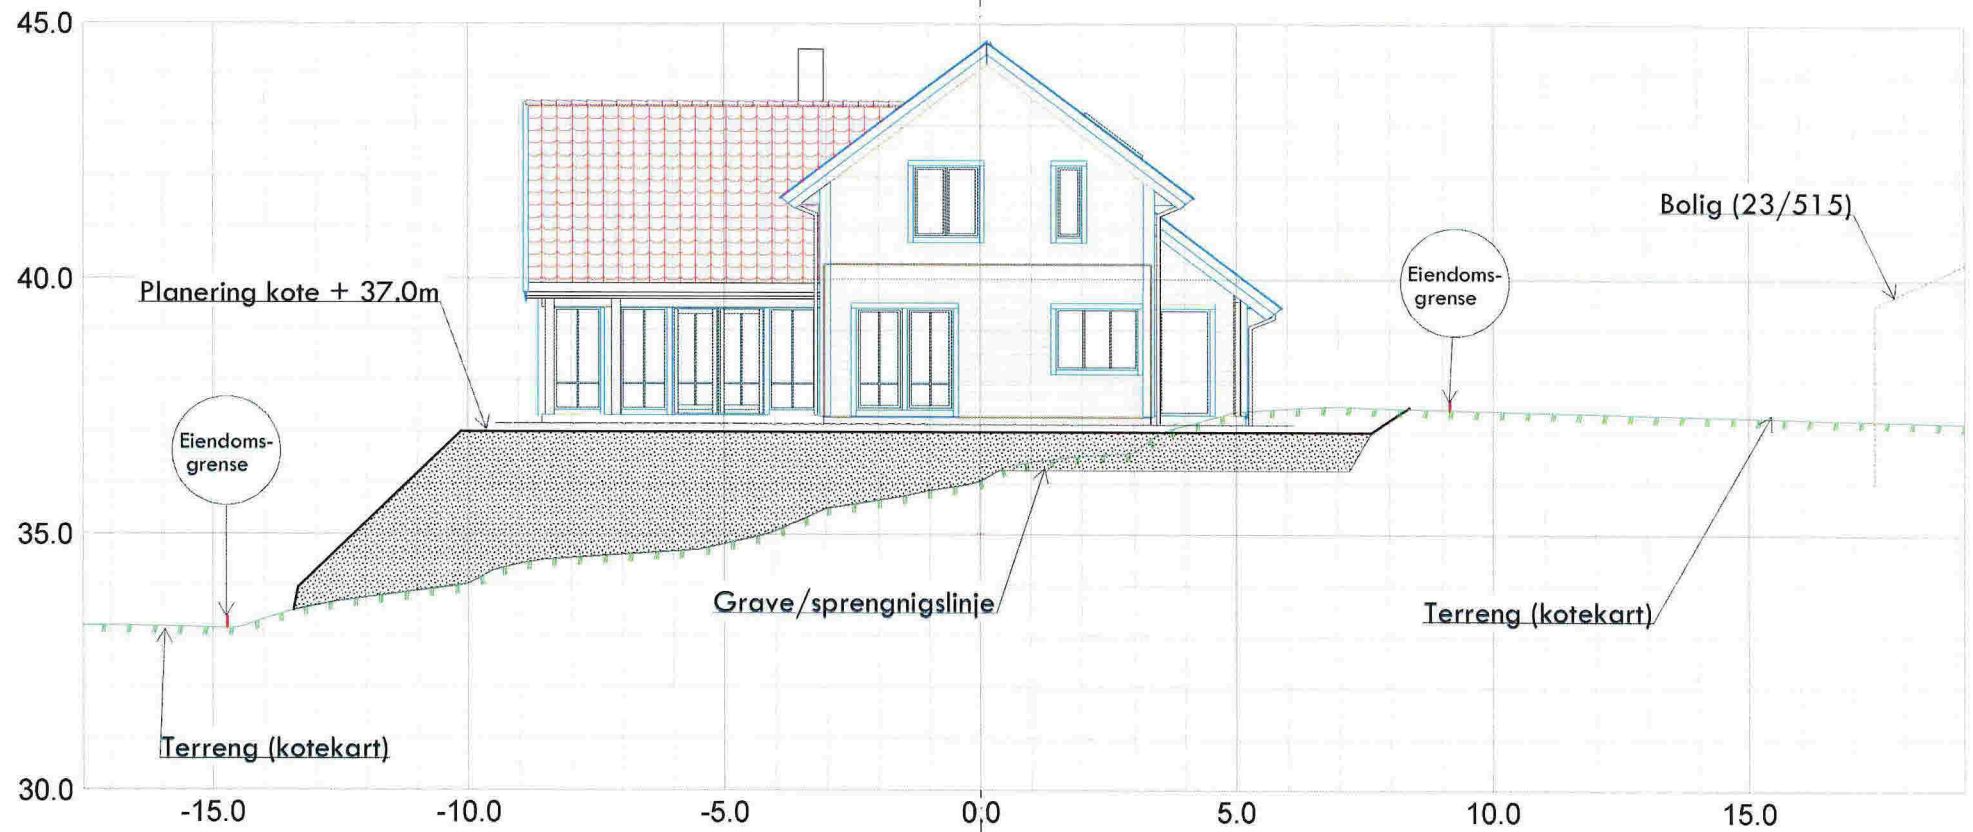 45.0
Bolig (23/515)
40.0
Planering kote + 37.0m
Eiendoms-
grense
Eiendoms-
grense
35.0
Grave/sprengnigslinje
Terreng (kotekart)
Terreng (kotekart)
30.0
-15.0
-10.0
-5.0
0.0
5.0
10.0
15.0